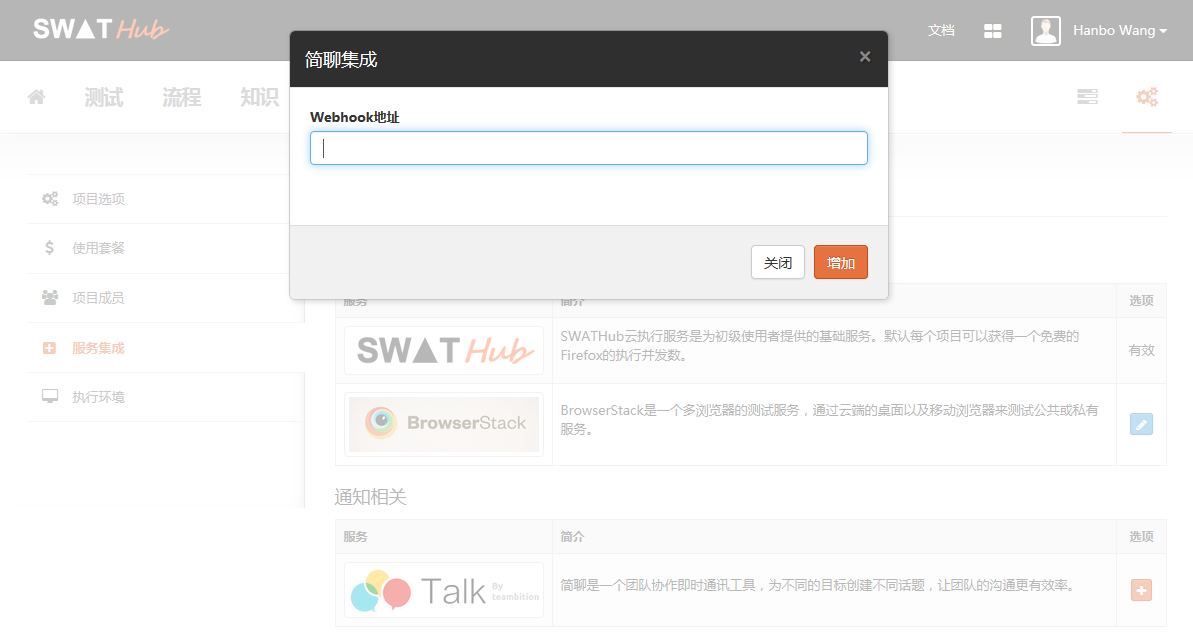 SWATHub
文档
Hanbo Wang
测试
流程
知识
简聊集成
×
Webhook地址
关闭
增加
项目选项
使用套餐
项目成员
服务集成
执行环境
服务 简介 选项
SWATHub
SWATHub云执行服务是为初级使用者提供的基础服务。默认每个项目可以获得一个免费的
Firefox的执行并发数。
有效
BrowserStack
BrowserStack是一个多浏览器的测试服务，通过云端的桌面以及移动浏览器来测试公共或私有
服务。
通知相关
服务 简介 选项
Talk By
teambition
简聊是一个团队协作即时通讯工具，为不同的目标创建不同话题，让团队的沟通更有效率。